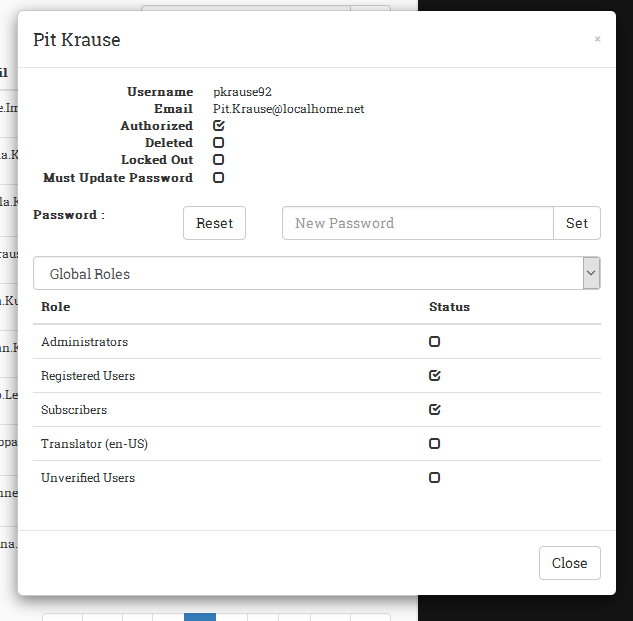 Pit Krause
×
Username pkrause92
Email Pit.Krause@localhome.net
Authorized
Deleted
Locked Out
Must Update Password
Password :
Reset
New Password
Set
Global Roles
Role Status
Administrators
Registered Users
Subscribers
Translator (en-US)
Unverified Users
Close